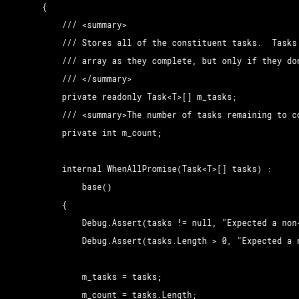 {
/// <summary>
/// Stores all of the constituent tasks.  Tasks
/// array as they complete, but only if they
/// </summary>
private readonly Task<T>[] m_tasks;
/// <summary>The number of tasks remaining to
private int m_count;
internal WhenAllPromise(Task<T>[] tasks) :
base()
{
Debug.Assert(tasks != null, "Expected a non-
Debug.Assert(tasks.Length > 0, "Expected a
m_tasks = tasks;
m_count = tasks.Length;